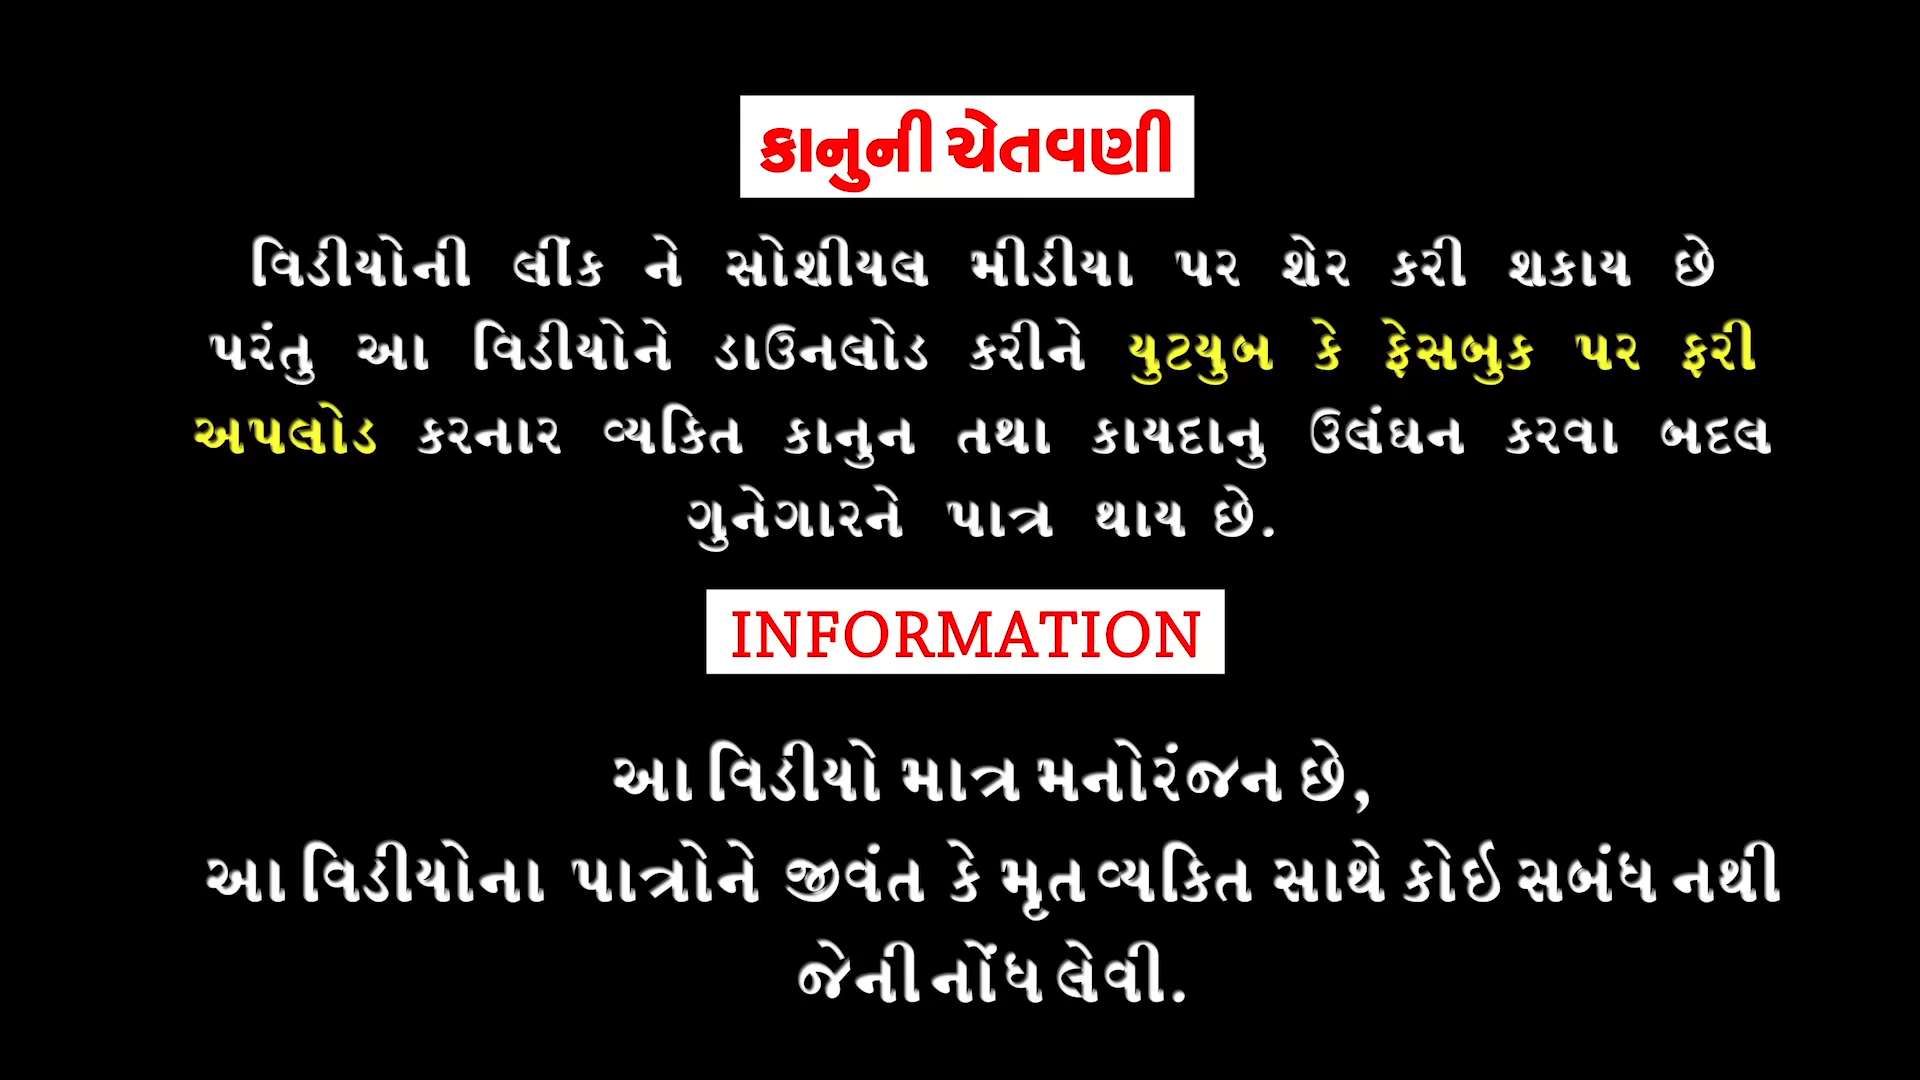 કાનુની ચેતવણી
વિડીયોની લીંક ને સોશીયલ મીડીયા પર શેર કરી શકાય છે
પરંતુ આ વિડીયોને ડાઉનલોડ કરીને યુટયુબ કે ફેસબુક પર ફરી
અપલોડ કરનાર વ્યકિત કાનુન તથા કાયદાનુ ઉલંઘન કરવા બદલ
ગુનેગારને પાત્ર થાય છે.
INFORMATION
આ વિડીયો માત્ર મનોરંજન છે,
આ વિડીયોના પાત્રોને જીવંત કે મૃત વ્યકિત સાથે કોઇ સબંધ નથી
જેની નોંધ લેવી.